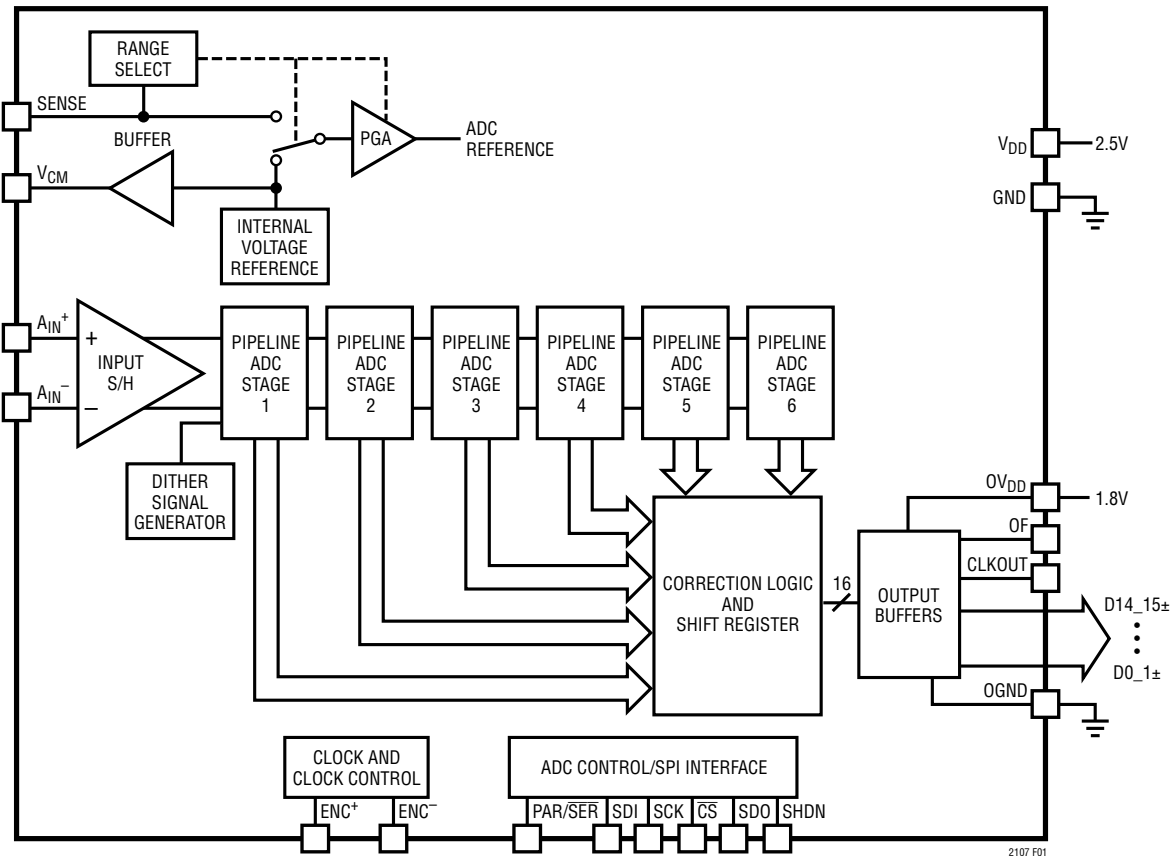 RANGE
SELECT
SENSE
BUFFER
PGA
ADC
REFERENCE
VCM
INTERNAL
VOLTAGE
REFERENCE
VDD
2.5V
GND
AIN+
AIN−
+
INPUT
S/H
−
PIPELINE
ADC
STAGE
1
PIPELINE
ADC
STAGE
2
PIPELINE
ADC
STAGE
3
PIPELINE
ADC
STAGE
4
PIPELINE
ADC
STAGE
5
PIPELINE
ADC
STAGE
6
DITHER
SIGNAL
GENERATOR
CORRECTION LOGIC
AND
SHIFT REGISTER
16
OUTPUT
BUFFERS
OVDD
1.8V
OF
CLKOUT
D14_15±
D0_1±
OGND
CLOCK AND
CLOCK CONTROL
ENC+
ENC−
ADC CONTROL/SPI INTERFACE
PAR/S̅E̅R̅
SDI
SCK
C̅S̅
SDO
SHDN
2107 F01